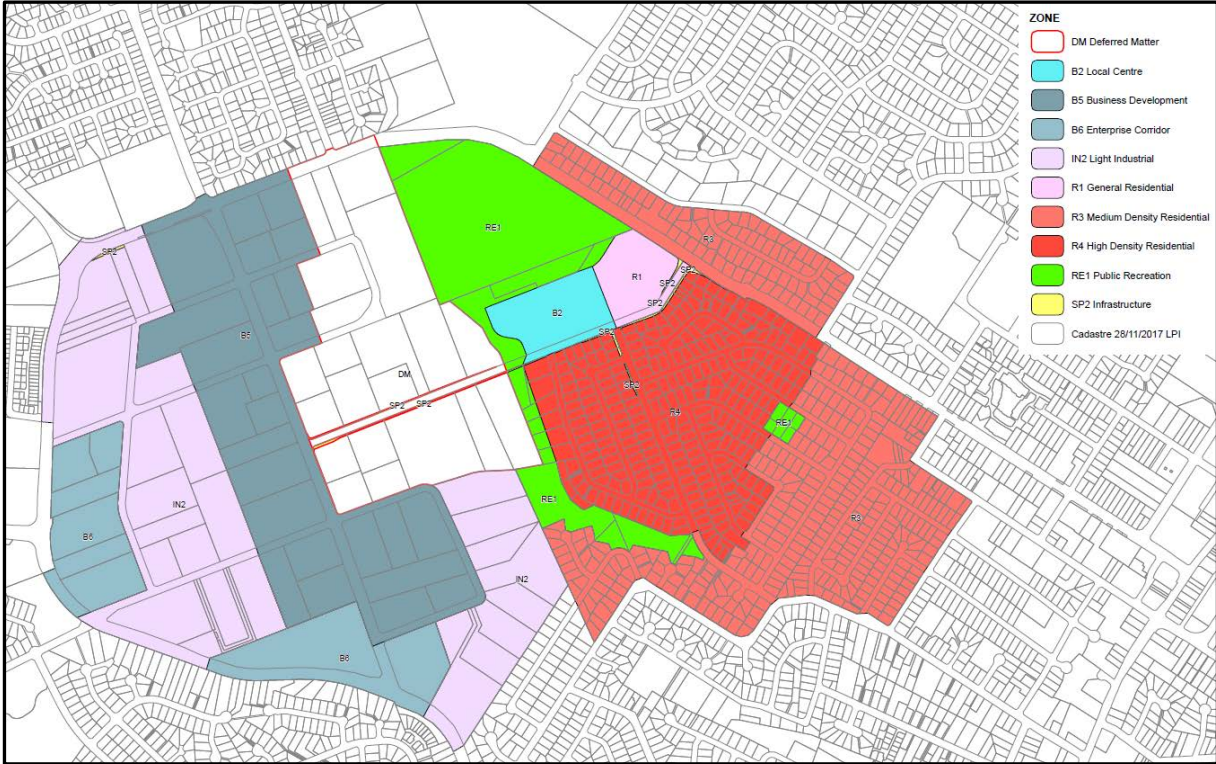 ZONE
DM Deferred Matter
B2 Local Centre
B5 Business Development
B6 Enterprise Corridor
IN2 Light Industrial
R1 General Residential
R3 Medium Density Residential
R4 High Density Residential
RE1 Public Recreation
SP2 Infrastructure
Cadastre 28/11/2017 LPI
RE1
R3
SP2
R1
SP2
SP2
SP2
B2
SP2
B5
DM
SP2
SP2
SP2
R4
RE1
IN2
RE1
R3
B6
IN2
B6